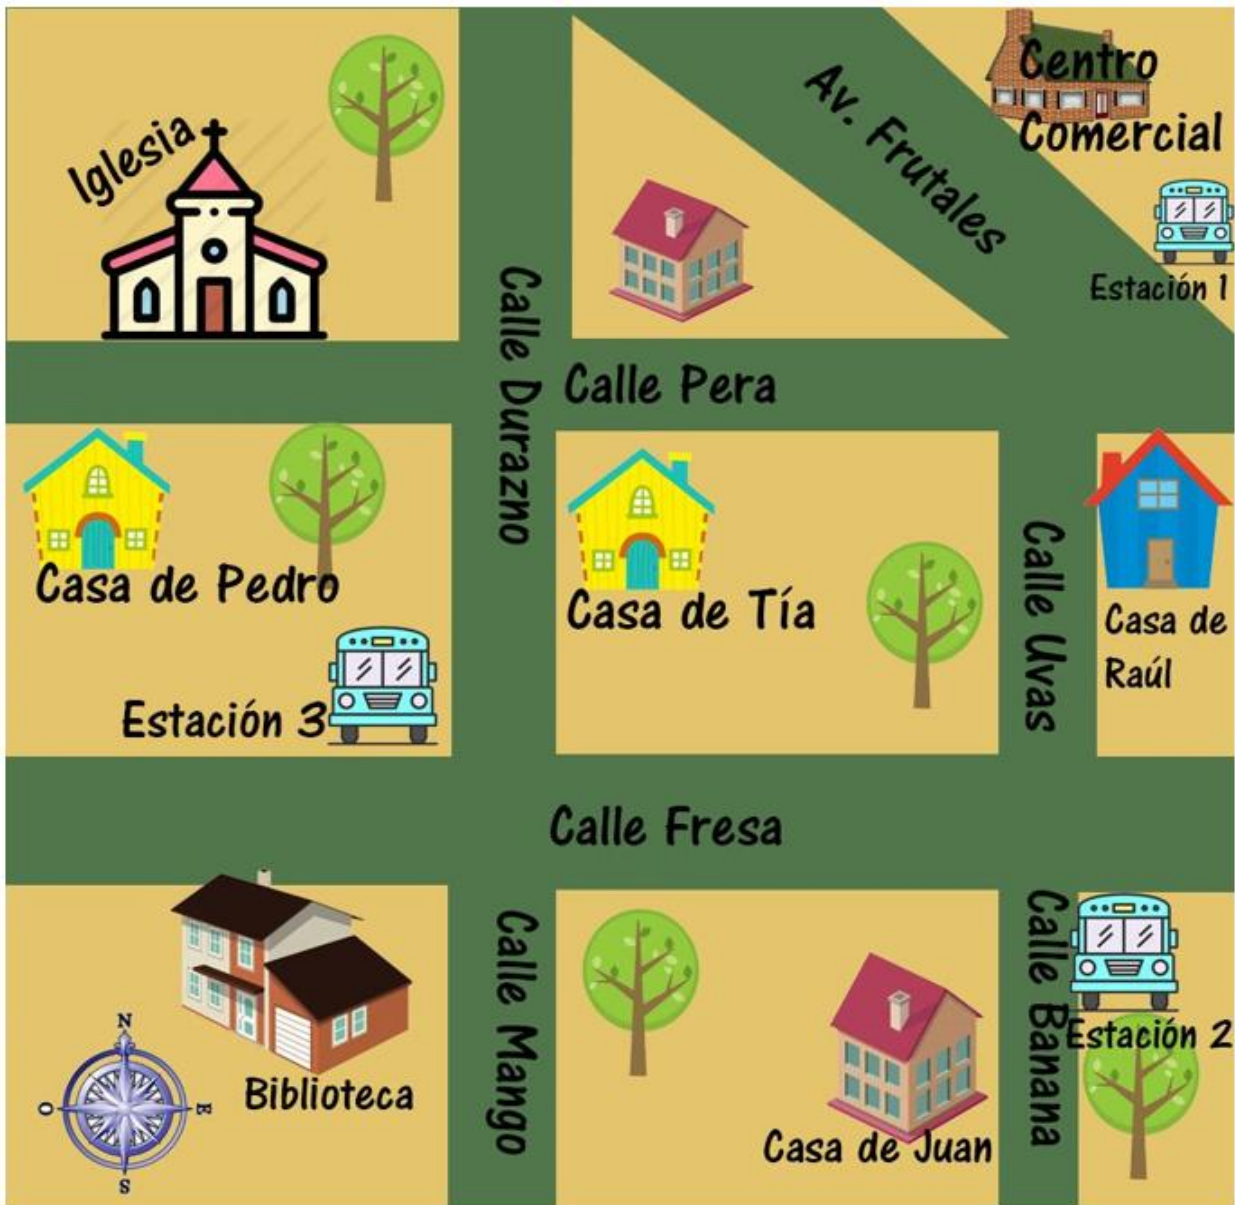 Iglesia
Av. Frutales
Centro
Comercial
Estación 1
Calle Durazno
Calle Pera
Casa de Pedro
Casa de Tía
Calle Uvas
Casa de
Raúl
Estación 3
Calle Fresa
Biblioteca
Calle Mango
Casa de Juan
Calle Banana
Estación 2
N
O
E
S